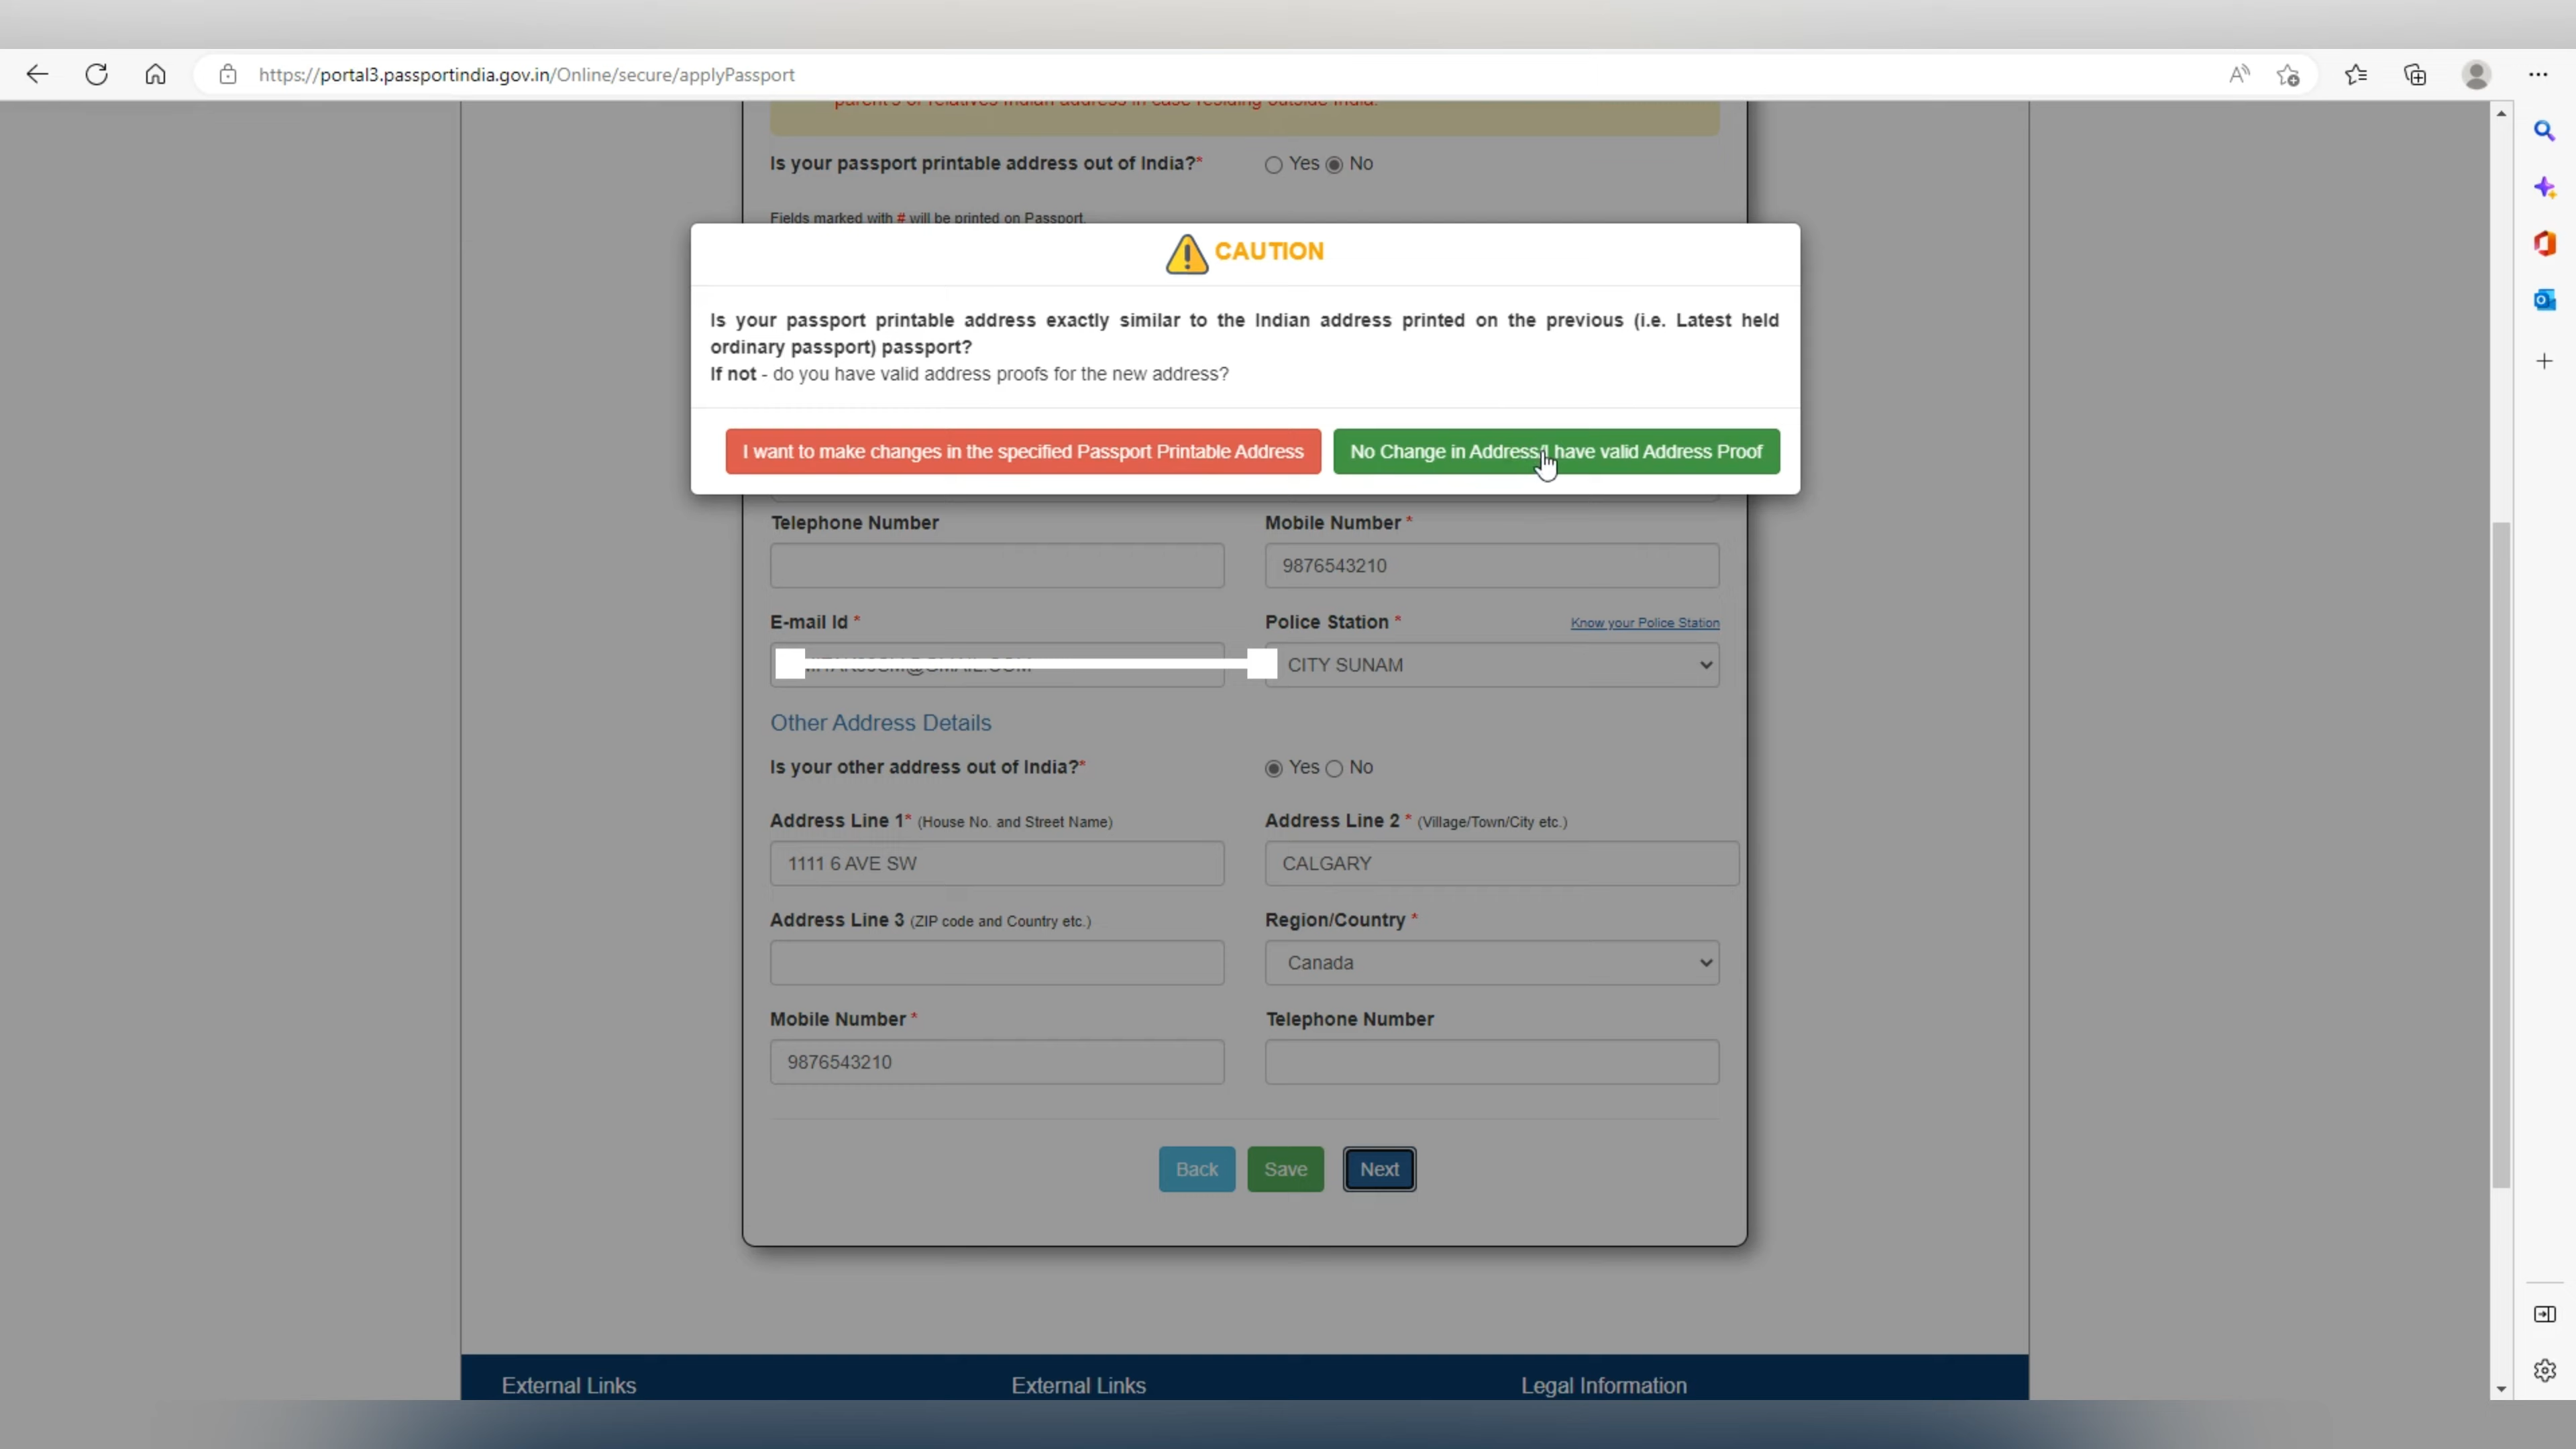 https://portal3.passportindia.gov.in/Online/secure/applyPassport
parent's or relatives Indian address in case residing outside India.
Is your passport printable address out of India?* Yes No
Fields marked with # will be printed on Passport.
CAUTION
Is your passport printable address exactly similar to the Indian address printed on the previous (i.e. Latest held
ordinary passport) passport?
If not - do you have valid address proofs for the new address?
I want to make changes in the specified Passport Printable Address No Change in Address/I have valid Address Proof
Telephone Number Mobile Number *
9876543210
E-mail Id * Police Station * Know your Police Station
CITY SUNAM
Other Address Details
Is your other address out of India?* Yes No
Address Line 1* (House No. and Street Name) Address Line 2 * (Village/Town/City etc.)
1111 6 AVE SW CALGARY
Address Line 3 (ZIP code and Country etc.) Region/Country *
Canada
Mobile Number * Telephone Number
9876543210
Back Save Next
External Links External Links Legal Information